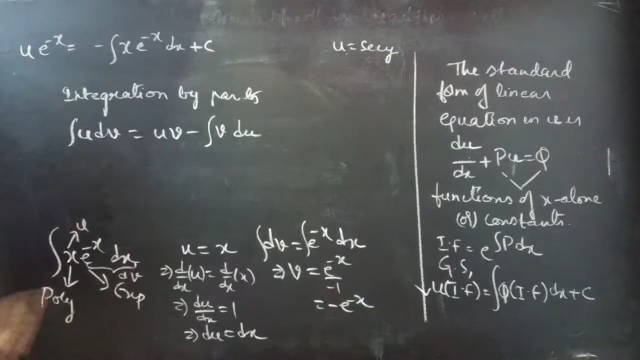 u e^-x = - ∫x e^-x dx + c
u = secy
Integration by parts
∫u dv = uv - ∫v du
∫x e^-x dx
u
dv
Poly
Exp
u = x
⇒ d/dx (u) = d/dx (x)
⇒ du/dx = 1
⇒ du = dx
∫dv = ∫e^-x dx
⇒ v = e^-x / -1
= -e^-x
The standard
form of linear
equation in u is
du/dx + Pu = Q
functions of x-alone
(or) constants.
I.f = e^∫P dx
G.S,
u(I.f) = ∫Q(I.f) dx + c